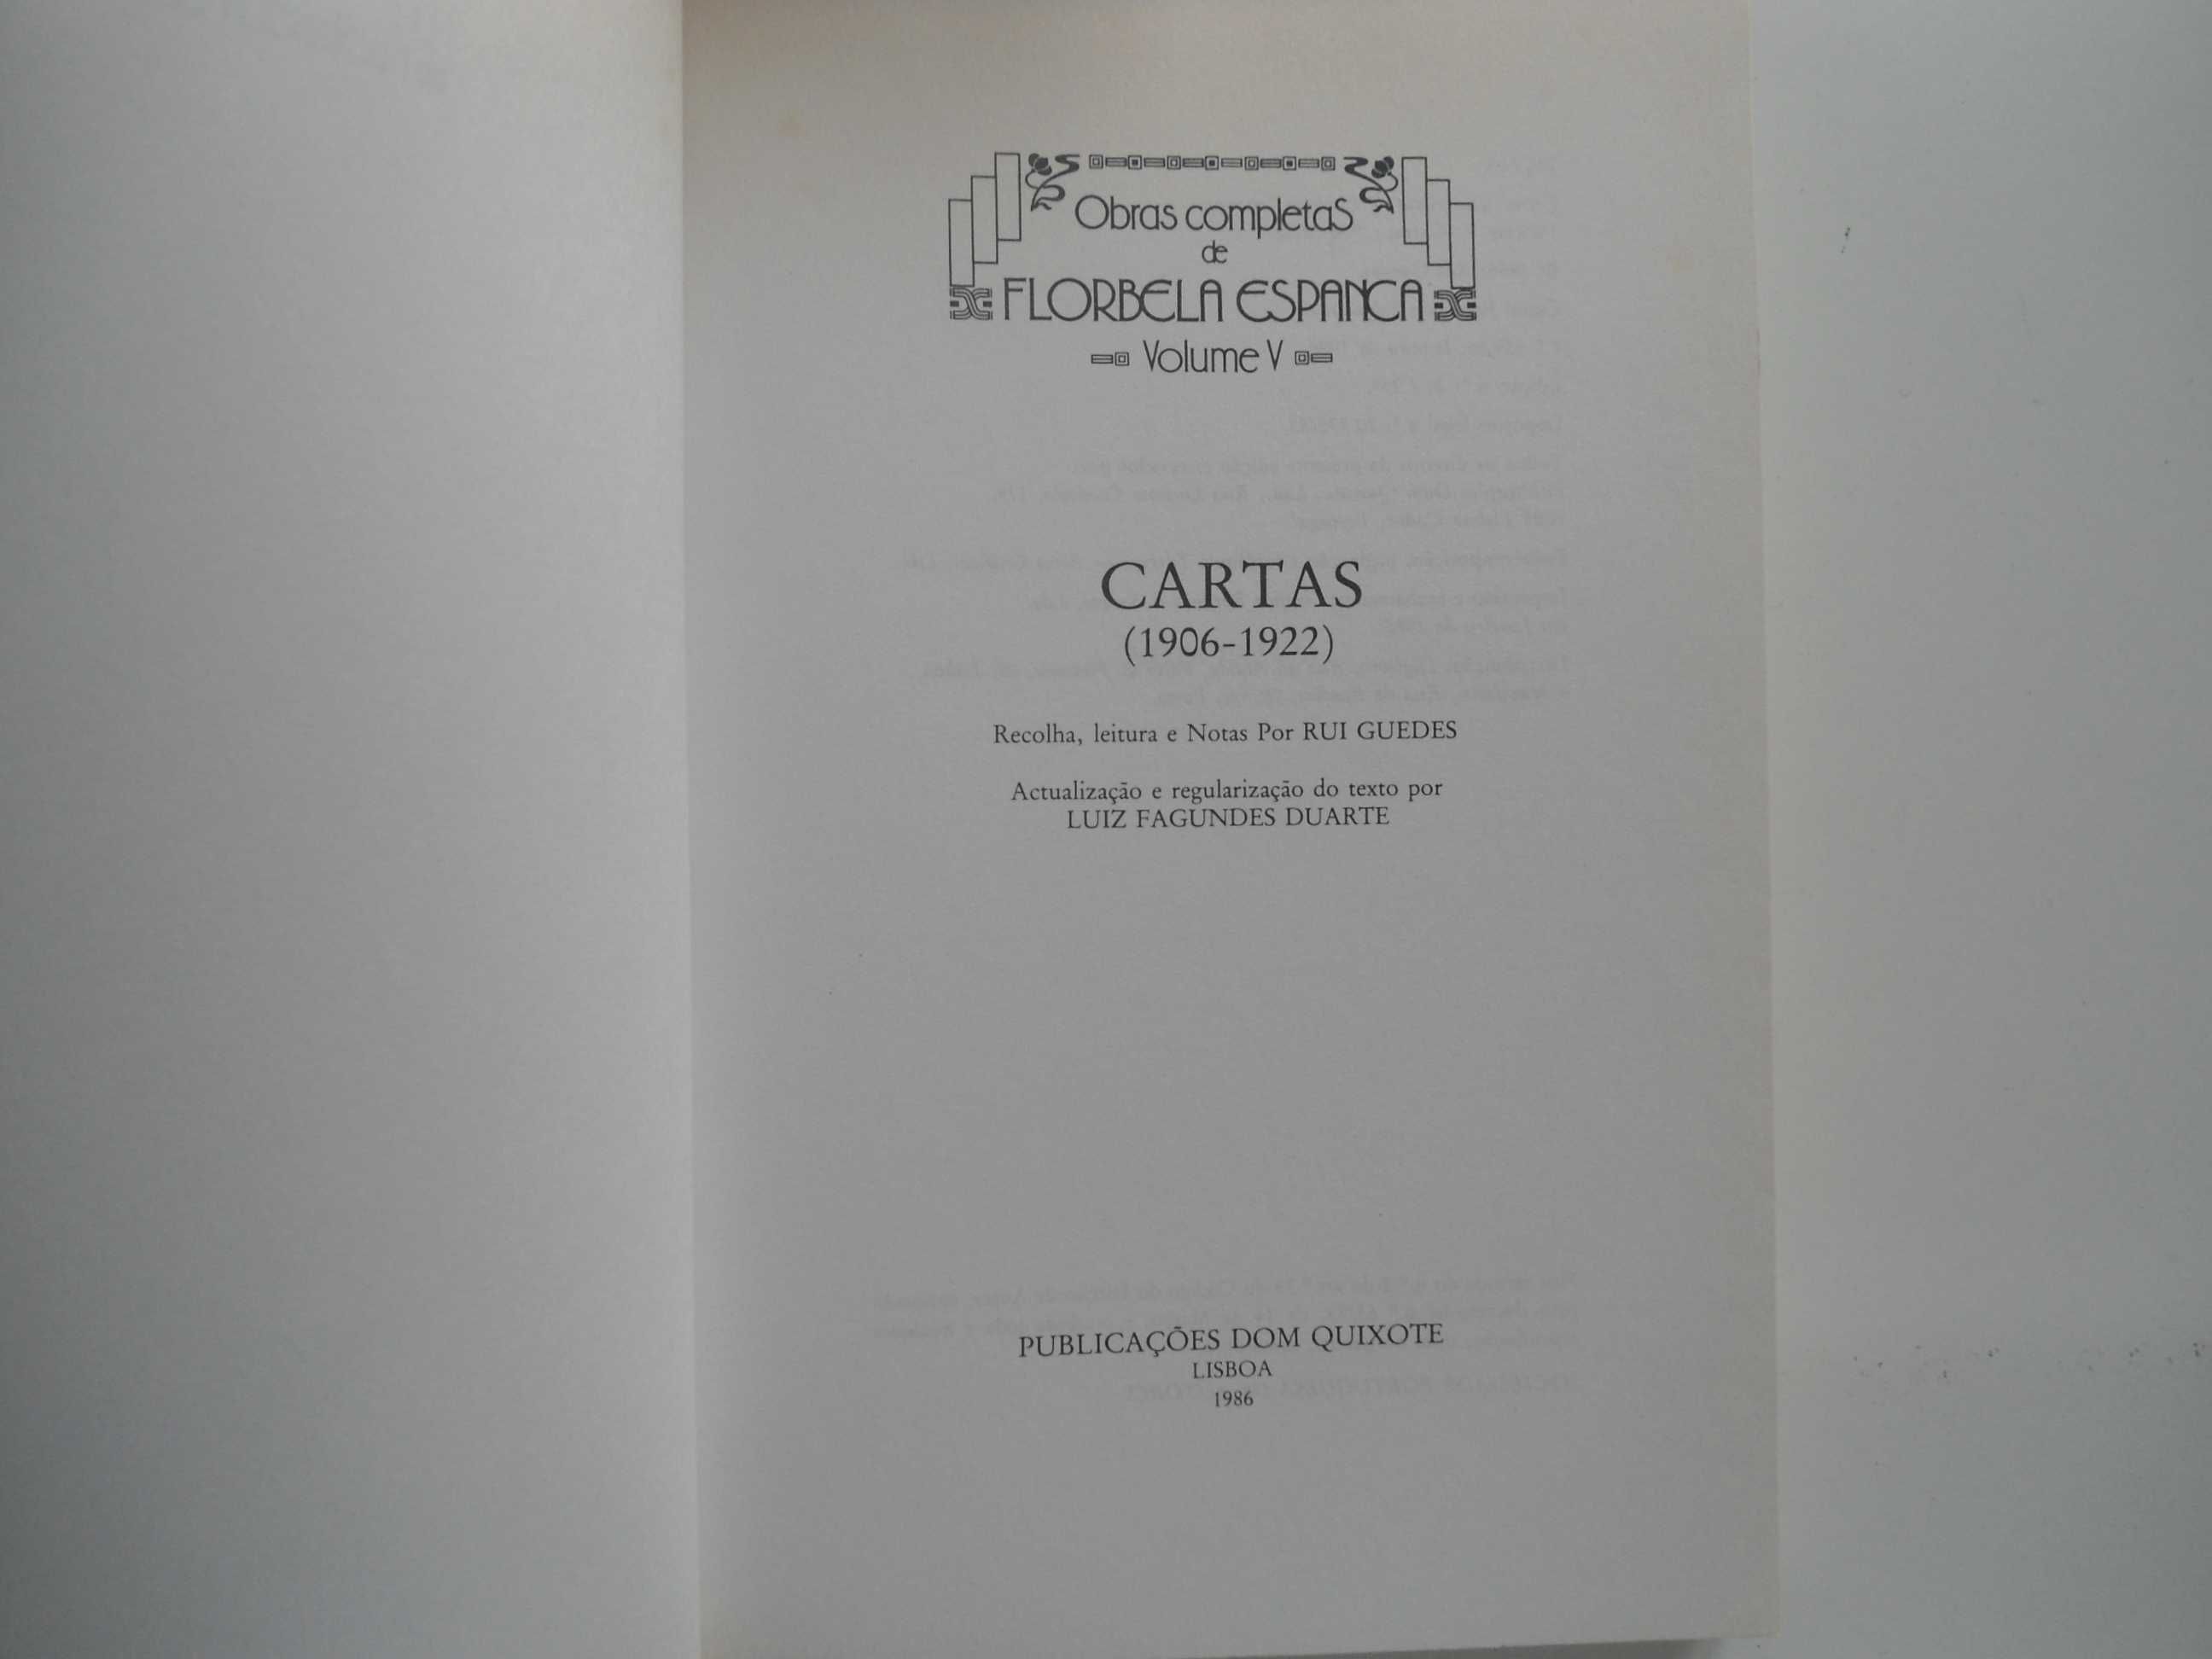 Obras completas
de
FLORBELA ESPANCA
Volume V
CARTAS
(1906-1922)
Recolha, leitura e Notas Por RUI GUEDES
Actualização e regularização do texto por
LUIZ FAGUNDES DUARTE
PUBLICAÇÕES DOM QUIXOTE
LISBOA
1986